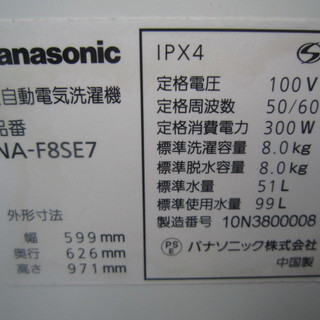 Panasonic
自動電気洗濯機
品番
NA-F8SE7
外形寸法
幅 599mm
奥行 626mm
高さ 971mm
IPX4
定格電圧 100V
定格周波数 50/60
定格消費電力 300W
標準洗濯容量 8.0kg
標準脱水容量 8.0kg
標準水量 51L
標準使用水量 99L
製造番号 10N3800008
PS
E
パナソニック株式会社
中国製